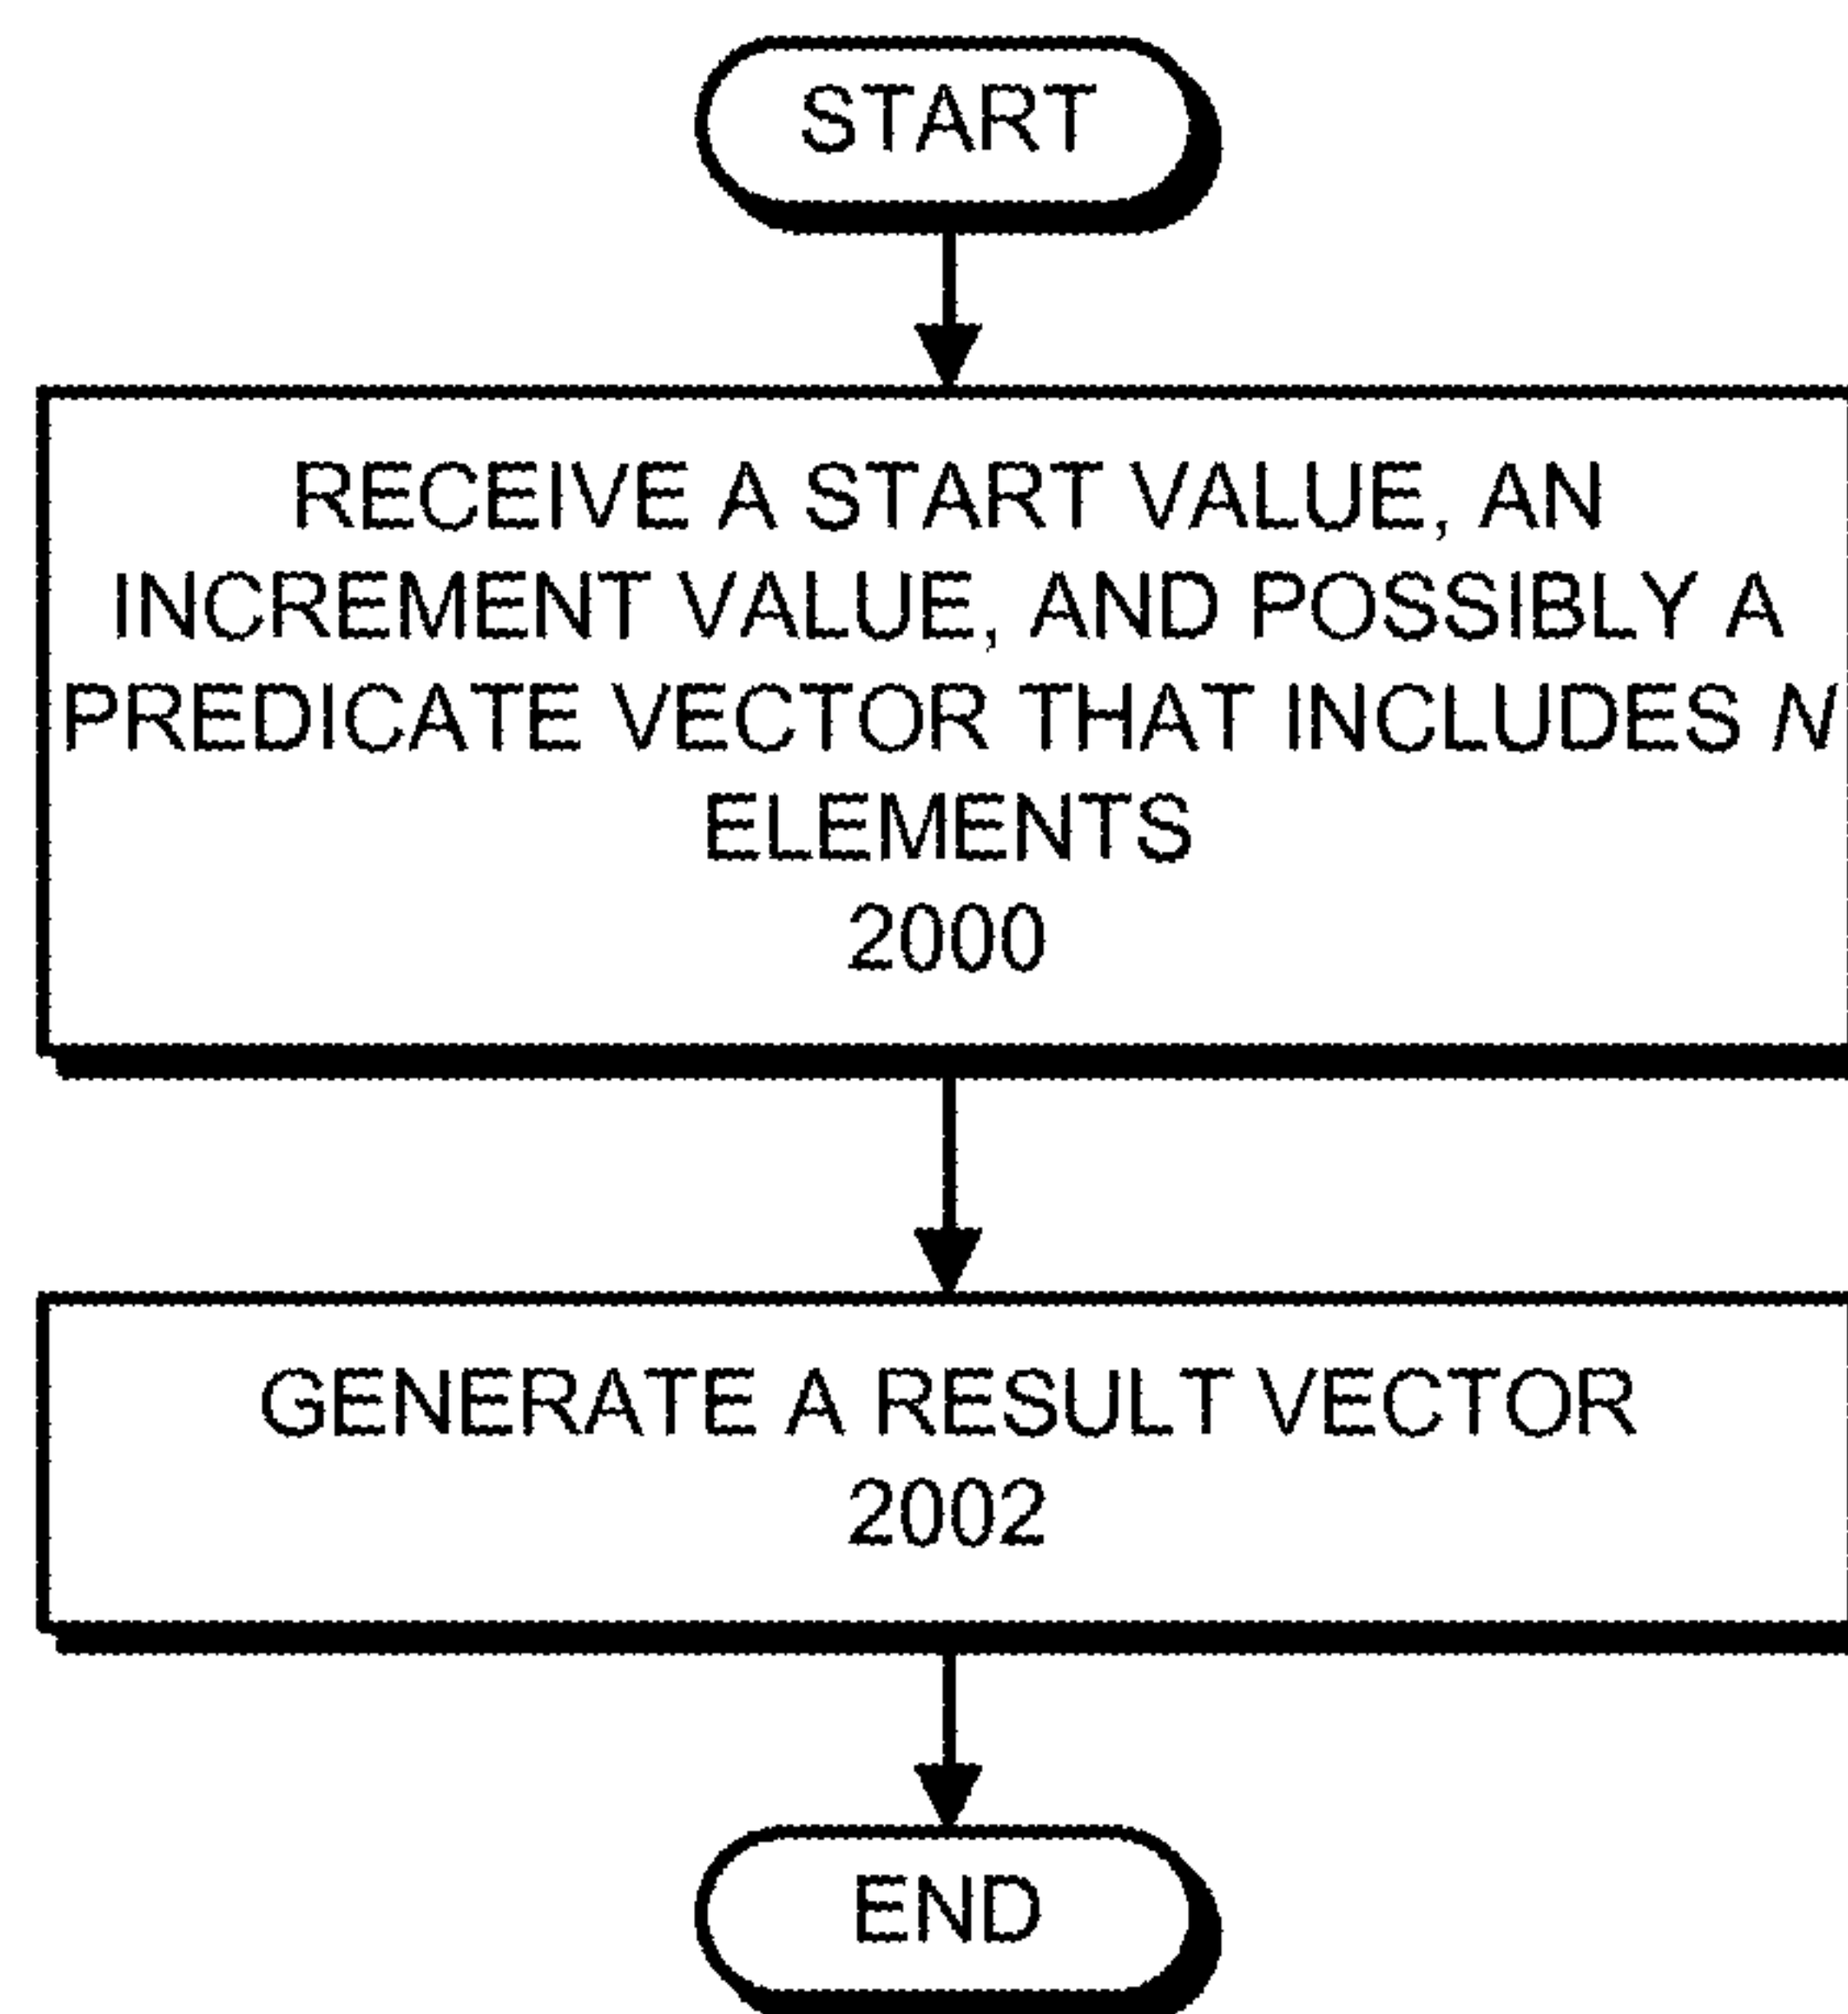 START
RECEIVE A START VALUE, AN
INCREMENT VALUE, AND POSSIBLY A
PREDICATE VECTOR THAT INCLUDES N
ELEMENTS
2000
GENERATE A RESULT VECTOR
2002
END